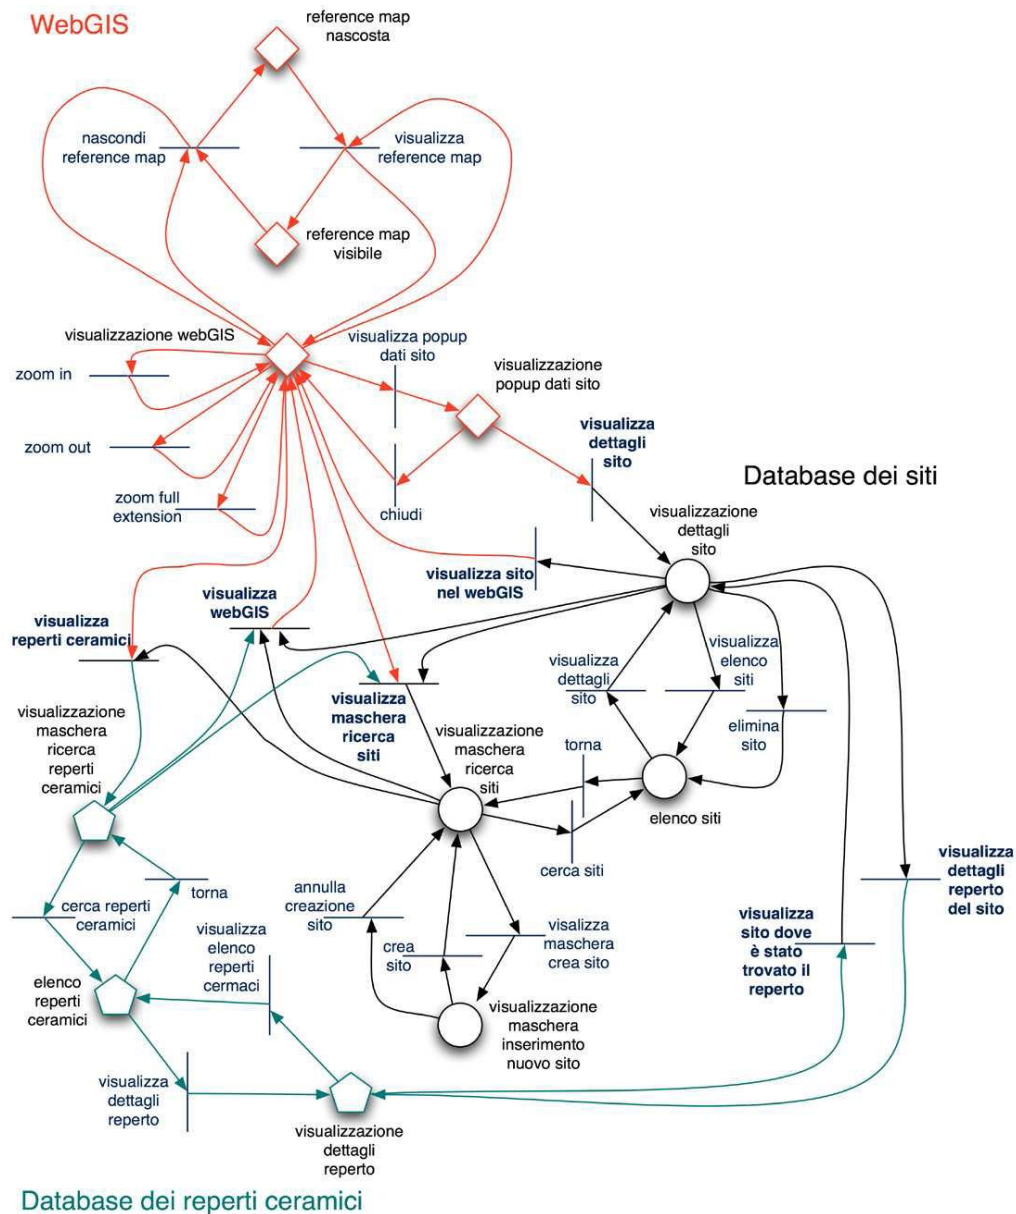 WebGIS
reference map
nascosta
nascondi
reference map
visualizza
reference map
reference map
visibile
visualizzazione webGIS
visualizza popup
dati sito
visualizzazione
popup dati sito
zoom in
zoom out
zoom full
extension
chiudi
visualizza
dettagli
sito
Database dei siti
visualizzazione
dettagli
sito
visualizza sito
nel webGIS
visualizza
webGIS
visualizza
reperti ceramici
visualizza
maschera
ricerca
siti
visualizza
dettagli
sito
visualizza
elenco
siti
elimina
sito
visualizzazione
maschera
ricerca
reperti
ceramici
visualizzazione
maschera
ricerca
siti
torna
elenco siti
cerca siti
torna
cerca reperti
ceramici
annulla
creazione
sito
crea
sito
visalizza
maschera
crea sito
visualizza
dettagli
reperto
del sito
visualizza
sito dove
è stato
trovato il
reperto
visualizza
elenco
reperti
cermaci
elenco
reperti
ceramici
visualizzazione
maschera
inserimento
nuovo sito
visualizza
dettagli
reperto
visualizzazione
dettagli
reperto
Database dei reperti ceramici